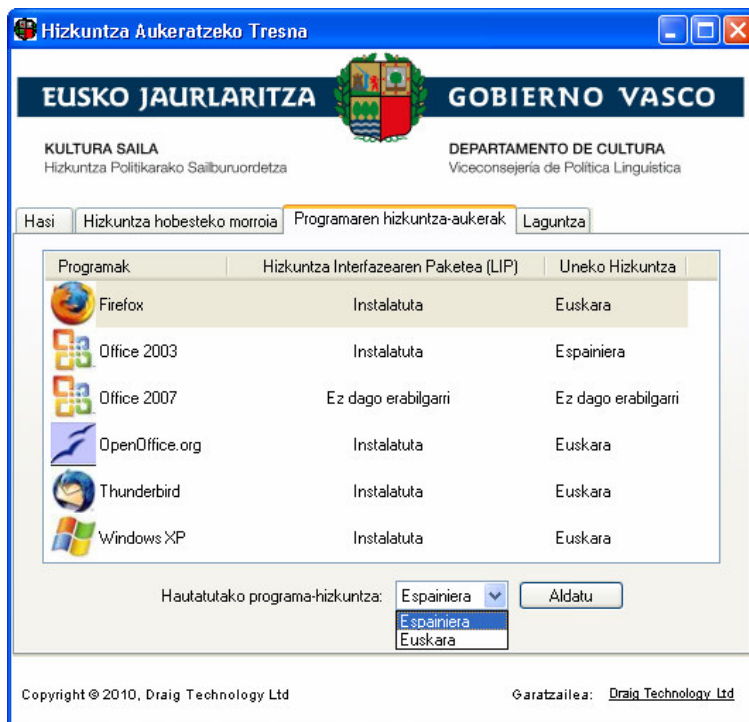 Hizkuntza Aukeratzeko Tresna
EUSKO JAURLARITZA GOBIERNO VASCO
KULTURA SAILA DEPARTAMENTO DE CULTURA
Hizkuntza Politikarako Sailburuordetza Viceconsejería de Política Linguística
Hasi Hizkuntza hobesteko morroia Programaren hizkuntza-aukerak Laguntza
Programak Hizkuntza Interfazearen Paketea (LIP) Uneko Hizkuntza
Firefox Instalatuta Euskara
Office 2003 Instalatuta Espainiera
Office 2007 Ez dago erabilgarri Ez dago erabilgarri
OpenOffice.org Instalatuta Euskara
Thunderbird Instalatuta Euskara
Windows XP Instalatuta Euskara
Hautatutako programa-hizkuntza: Espainiera Aldatu
Espainiera
Euskara
Copyright © 2010, Draig Technology Ltd Garatzailea: Draig Technology Ltd